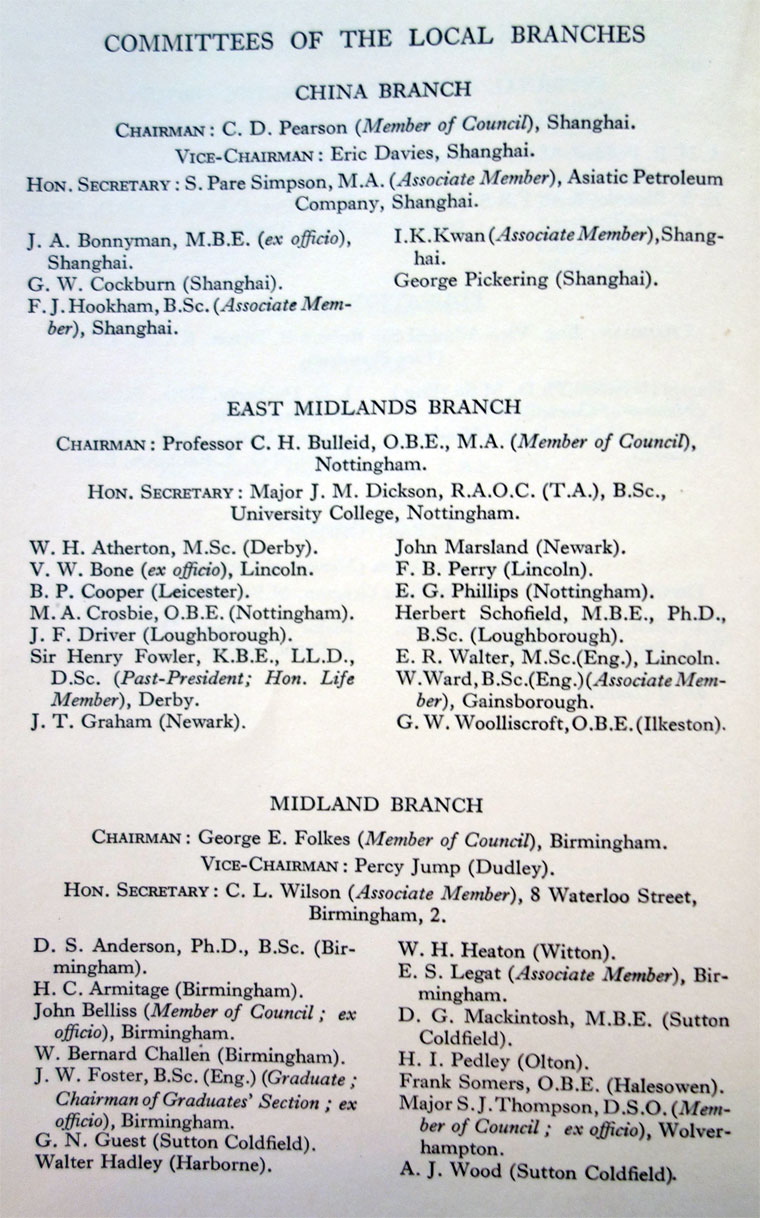 COMMITTEES OF THE LOCAL BRANCHES
CHINA BRANCH
CHAIRMAN: C. D. Pearson (Member of Council), Shanghai.
VICE-CHAIRMAN: Eric Davies, Shanghai.
HON. SECRETARY: S. Pare Simpson, M.A. (Associate Member), Asiatic Petroleum
Company, Shanghai.
J. A. Bonnyman, M.B.E. (ex officio),
Shanghai.
G. W. Cockburn (Shanghai).
F. J. Hookham, B.Sc. (Associate Mem-
ber), Shanghai.
I. K. Kwan (Associate Member), Shang-
hai.
George Pickering (Shanghai).
EAST MIDLANDS BRANCH
CHAIRMAN: Professor C. H. Bulleid, O.B.E., M.A. (Member of Council),
Nottingham.
HON. SECRETARY: Major J. M. Dickson, R.A.O.C. (T.A.), B.Sc.,
University College, Nottingham.
W. H. Atherton, M.Sc. (Derby).
V. W. Bone (ex officio), Lincoln.
B. P. Cooper (Leicester).
M. A. Crosbie, O.B.E. (Nottingham).
J. F. Driver (Loughborough).
Sir Henry Fowler, K.B.E., LL.D.,
D.Sc. (Past-President; Hon. Life
Member), Derby.
J. T. Graham (Newark).
John Marsland (Newark).
F. B. Perry (Lincoln).
E. G. Phillips (Nottingham).
Herbert Schofield, M.B.E., Ph.D.,
B.Sc. (Loughborough).
E. R. Walter, M.Sc.(Eng.), Lincoln.
W. Ward, B.Sc.(Eng.) (Associate Mem-
ber), Gainsborough.
G. W. Woolliscroft, O.B.E. (Ilkeston).
MIDLAND BRANCH
CHAIRMAN: George E. Folkes (Member of Council), Birmingham.
VICE-CHAIRMAN: Percy Jump (Dudley).
HON. SECRETARY: C. L. Wilson (Associate Member), 8 Waterloo Street,
Birmingham, 2.
D. S. Anderson, Ph.D., B.Sc. (Bir-
mingham).
H. C. Armitage (Birmingham).
John Belliss (Member of Council; ex
officio), Birmingham.
W. Bernard Challen (Birmingham).
J. W. Foster, B.Sc. (Eng.) (Graduate;
Chairman of Graduates' Section; ex
officio), Birmingham.
G. N. Guest (Sutton Coldfield).
Walter Hadley (Harborne).
W. H. Heaton (Witton).
E. S. Legat (Associate Member), Bir-
mingham.
D. G. Mackintosh, M.B.E. (Sutton
Coldfield).
H. I. Pedley (Olton).
Frank Somers, O.B.E. (Halesowen).
Major S. J. Thompson, D.S.O. (Mem-
ber of Council; ex officio), Wolver-
hampton.
A. J. Wood (Sutton Coldfield).